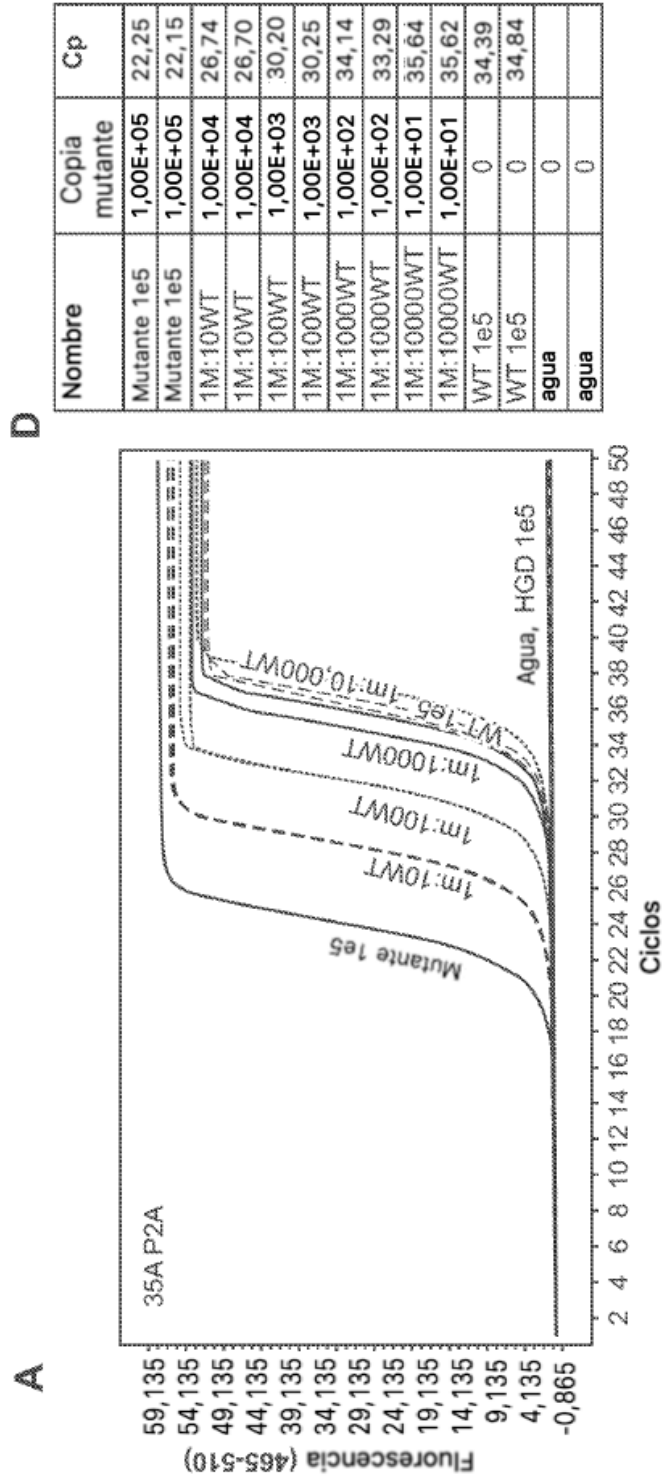 A
35A P2A
Fluorescencia (465-510)
59,135
54,135
49,135
44,135
39,135
34,135
29,135
24,135
19,135
14,135
9,135
4,135
-0,865
Mutante 1e5
1m:10WT
1m:100WT
1m:1000WT
WT-1e5, 1m:10,000WT
Agua, HGD 1e5
2 4 6 8 10 12 14 16 18 20 22 24 26 28 30 32 34 36 38 40 42 44 46 48 50
Ciclos
D
Nombre Copia mutante Cp
Mutante 1e5 1,00E+05 22,25
Mutante 1e5 1,00E+05 22,15
1M:10WT 1,00E+04 26,74
1M:10WT 1,00E+04 26,70
1M:100WT 1,00E+03 30,20
1M:100WT 1,00E+03 30,25
1M:1000WT 1,00E+02 34,14
1M:1000WT 1,00E+02 33,29
1M:10000WT 1,00E+01 35,64
1M:10000WT 1,00E+01 35,62
WT 1e5 0 34,39
WT 1e5 0 34,84
agua 0
agua 0